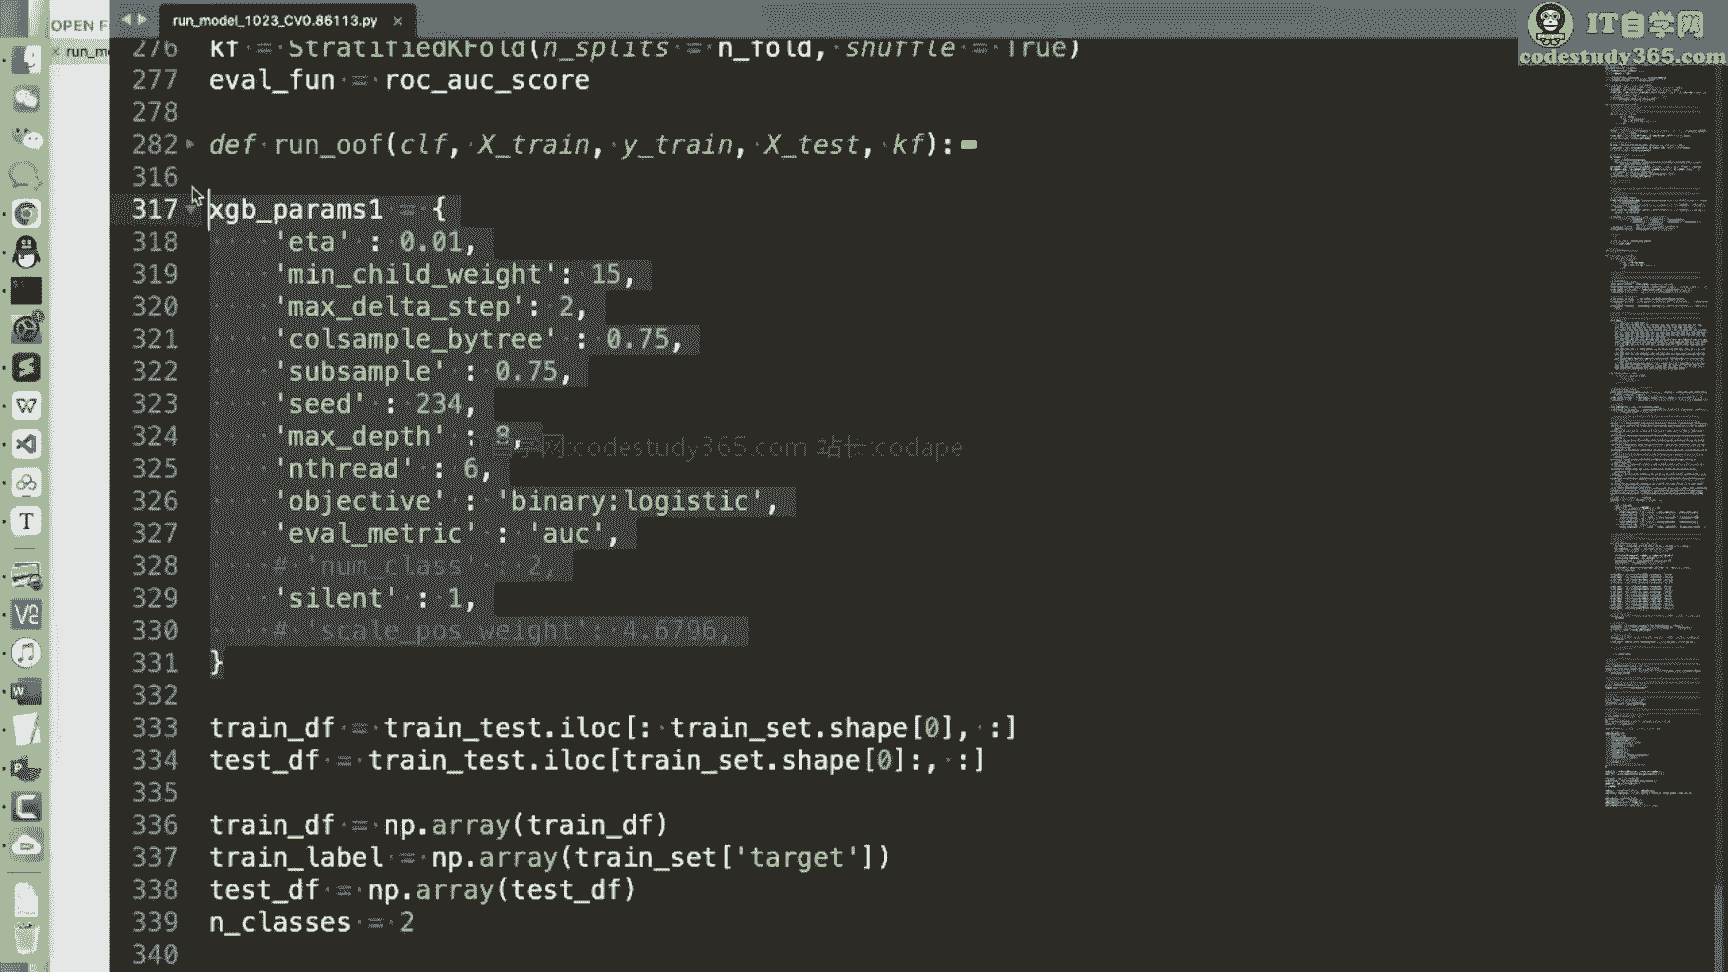 OPEN F
run_model_1023_CV0.86113.py ×
× run_mo
IT自学网
codestudy365.com
276 kf = StratifiedKFold(n_splits = n_fold, shuffle = True)
277 eval_fun = roc_auc_score
278
282 def run_oof(clf, X_train, y_train, X_test, kf):
316
317 xgb_params1 = {
318 'eta' : 0.01,
319 'min_child_weight': 15,
320 'max_delta_step': 2,
321 'colsample_bytree' : 0.75,
322 'subsample' : 0.75,
323 'seed' : 234,
324 'max_depth' : 8,
学网:codestudy365.com 站长:codape
325 'nthread' : 6,
326 'objective' : 'binary:logistic',
327 'eval_metric' : 'auc',
328 # 'num_class' : 2,
329 'silent' : 1,
330 # 'scale_pos_weight': 4.6796,
331 }
332
333 train_df = train_test.iloc[: train_set.shape[0], :]
334 test_df = train_test.iloc[train_set.shape[0]:, :]
335
336 train_df = np.array(train_df)
337 train_label = np.array(train_set['target'])
338 test_df = np.array(test_df)
339 n_classes = 2
340